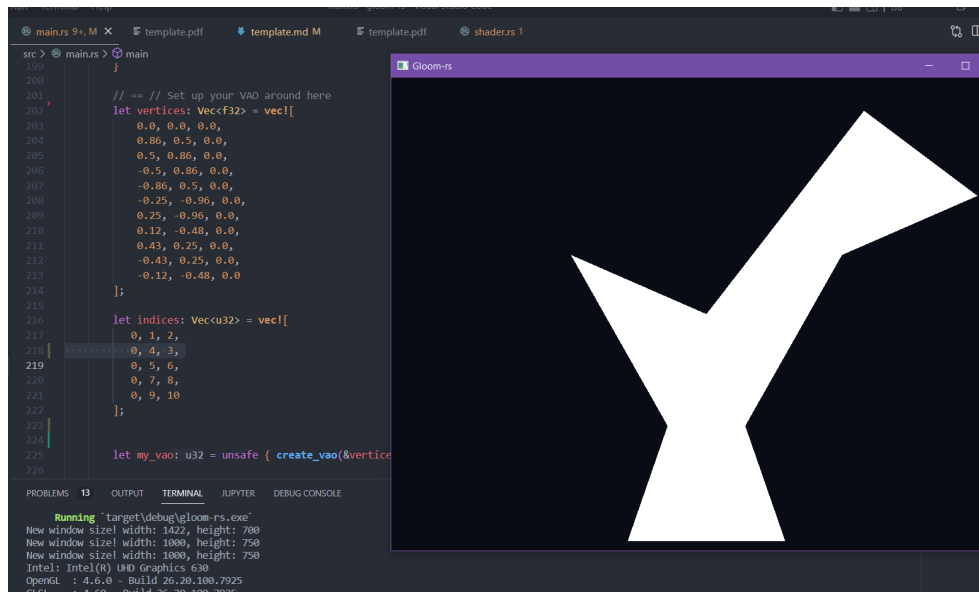 Terminal Help
main.rs 9+, M
template.pdf
template.md M
template.pdf
shader.rs 1
src > main.rs > main
199 }
200
201 // == // Set up your VAO around here
202 let vertices: Vec<f32> = vec![
203 0.0, 0.0, 0.0,
204 0.86, 0.5, 0.0,
205 0.5, 0.86, 0.0,
206 -0.5, 0.86, 0.0,
207 -0.86, 0.5, 0.0,
208 -0.25, -0.96, 0.0,
209 0.25, -0.96, 0.0,
210 0.12, -0.48, 0.0,
211 0.43, 0.25, 0.0,
212 -0.43, 0.25, 0.0,
213 -0.12, -0.48, 0.0
214 ];
215
216 let indices: Vec<u32> = vec![
217 0, 1, 2,
218 0, 4, 3,
219 0, 5, 6,
220 0, 7, 8,
221 0, 9, 10
222 ];
223
224
225 let my_vao: u32 = unsafe { create_vao(&vertice
226
Gloom-rs
PROBLEMS 13 OUTPUT TERMINAL JUPYTER DEBUG CONSOLE
Running `target\debug\gloom-rs.exe`
New window size! width: 1422, height: 700
New window size! width: 1000, height: 750
New window size! width: 1000, height: 750
Intel: Intel(R) UHD Graphics 630
OpenGL : 4.6.0 - Build 26.20.100.7925